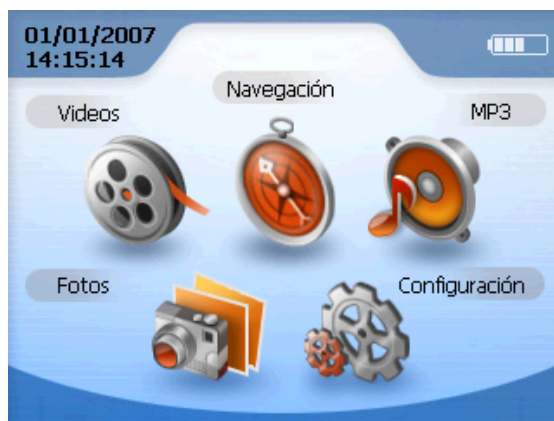 01/01/2007
14:15:14
Navegación
Videos
MP3
Fotos
Configuración